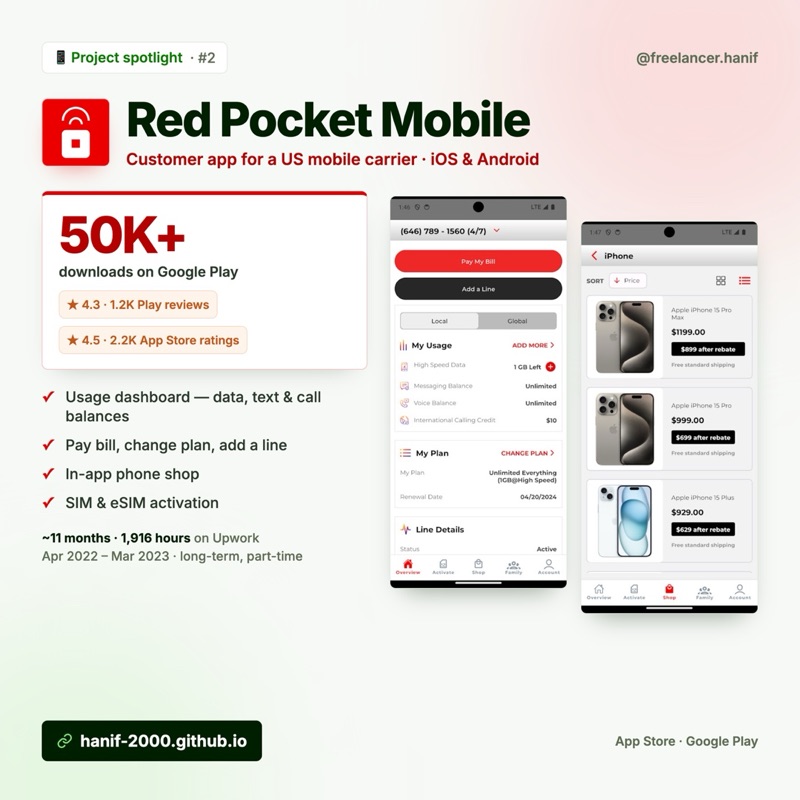 Project spotlight · #2
@freelancer.hanif
Red Pocket Mobile
Customer app for a US mobile carrier · iOS & Android
50K+
downloads on Google Play
★ 4.3 · 1.2K Play reviews
★ 4.5 · 2.2K App Store ratings
✓ Usage dashboard — data, text & call
balances
✓ Pay bill, change plan, add a line
✓ In-app phone shop
✓ SIM & eSIM activation
~11 months · 1,916 hours on Upwork
Apr 2022 – Mar 2023 · long-term, part-time
1:46 LTE
(646) 789 - 1560 (4/7)
Pay My Bill
Add a Line
Local Global
My Usage ADD MORE >
High Speed Data 1 GB Left
Messaging Balance Unlimited
Voice Balance Unlimited
International Calling Credit $10
My Plan CHANGE PLAN >
My Plan Unlimited Everything
(1GB@High Speed)
Renewal Date 04/20/2024
Line Details
Status Active
Overview Activate Shop Family Account
1:47 LTE
iPhone
SORT Price
Apple iPhone 15 Pro
Max
$1199.00
$899 after rebate
Free standard shipping
Apple iPhone 15 Pro
$999.00
$699 after rebate
Free standard shipping
Apple iPhone 15 Plus
$929.00
$629 after rebate
Free standard shipping
Overview Activate Shop Family Account
hanif-2000.github.io
App Store · Google Play